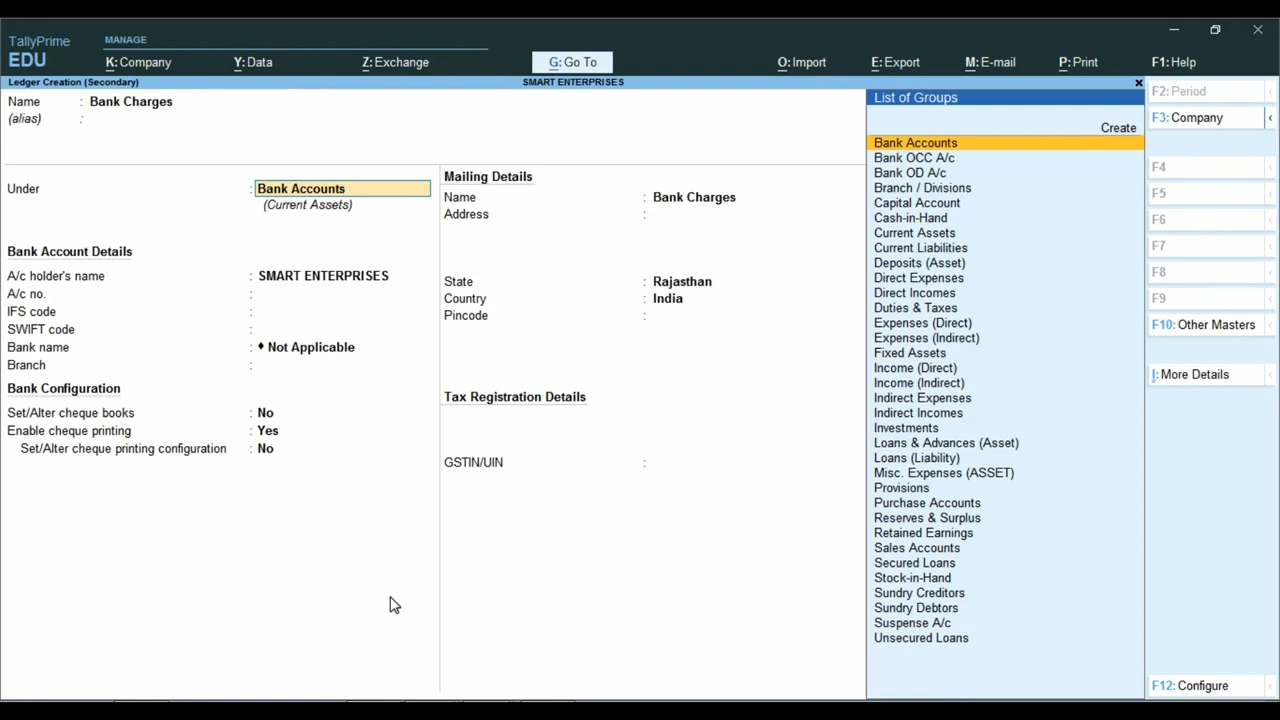 TallyPrime
EDU
MANAGE
K: Company
Y: Data
Z: Exchange
G: Go To
O: Import
E: Export
M: E-mail
P: Print
F1: Help
Ledger Creation (Secondary)
SMART ENTERPRISES
Name : Bank Charges
(alias) :
Under : Bank Accounts
(Current Assets)
Bank Account Details
A/c holder's name : SMART ENTERPRISES
A/c no. :
IFS code :
SWIFT code :
Bank name : ♦ Not Applicable
Branch :
Bank Configuration
Set/Alter cheque books : No
Enable cheque printing : Yes
Set/Alter cheque printing configuration : No
Mailing Details
Name : Bank Charges
Address :
State : Rajasthan
Country : India
Pincode :
Tax Registration Details
GSTIN/UIN :
List of Groups
Create
Bank Accounts
Bank OCC A/c
Bank OD A/c
Branch / Divisions
Capital Account
Cash-in-Hand
Current Assets
Current Liabilities
Deposits (Asset)
Direct Expenses
Direct Incomes
Duties & Taxes
Expenses (Direct)
Expenses (Indirect)
Fixed Assets
Income (Direct)
Income (Indirect)
Indirect Expenses
Indirect Incomes
Investments
Loans & Advances (Asset)
Loans (Liability)
Misc. Expenses (ASSET)
Provisions
Purchase Accounts
Reserves & Surplus
Retained Earnings
Sales Accounts
Secured Loans
Stock-in-Hand
Sundry Creditors
Sundry Debtors
Suspense A/c
Unsecured Loans
F2: Period
F3: Company
F4
F5
F6
F7
F8
F9
F10: Other Masters
I: More Details
F12: Configure